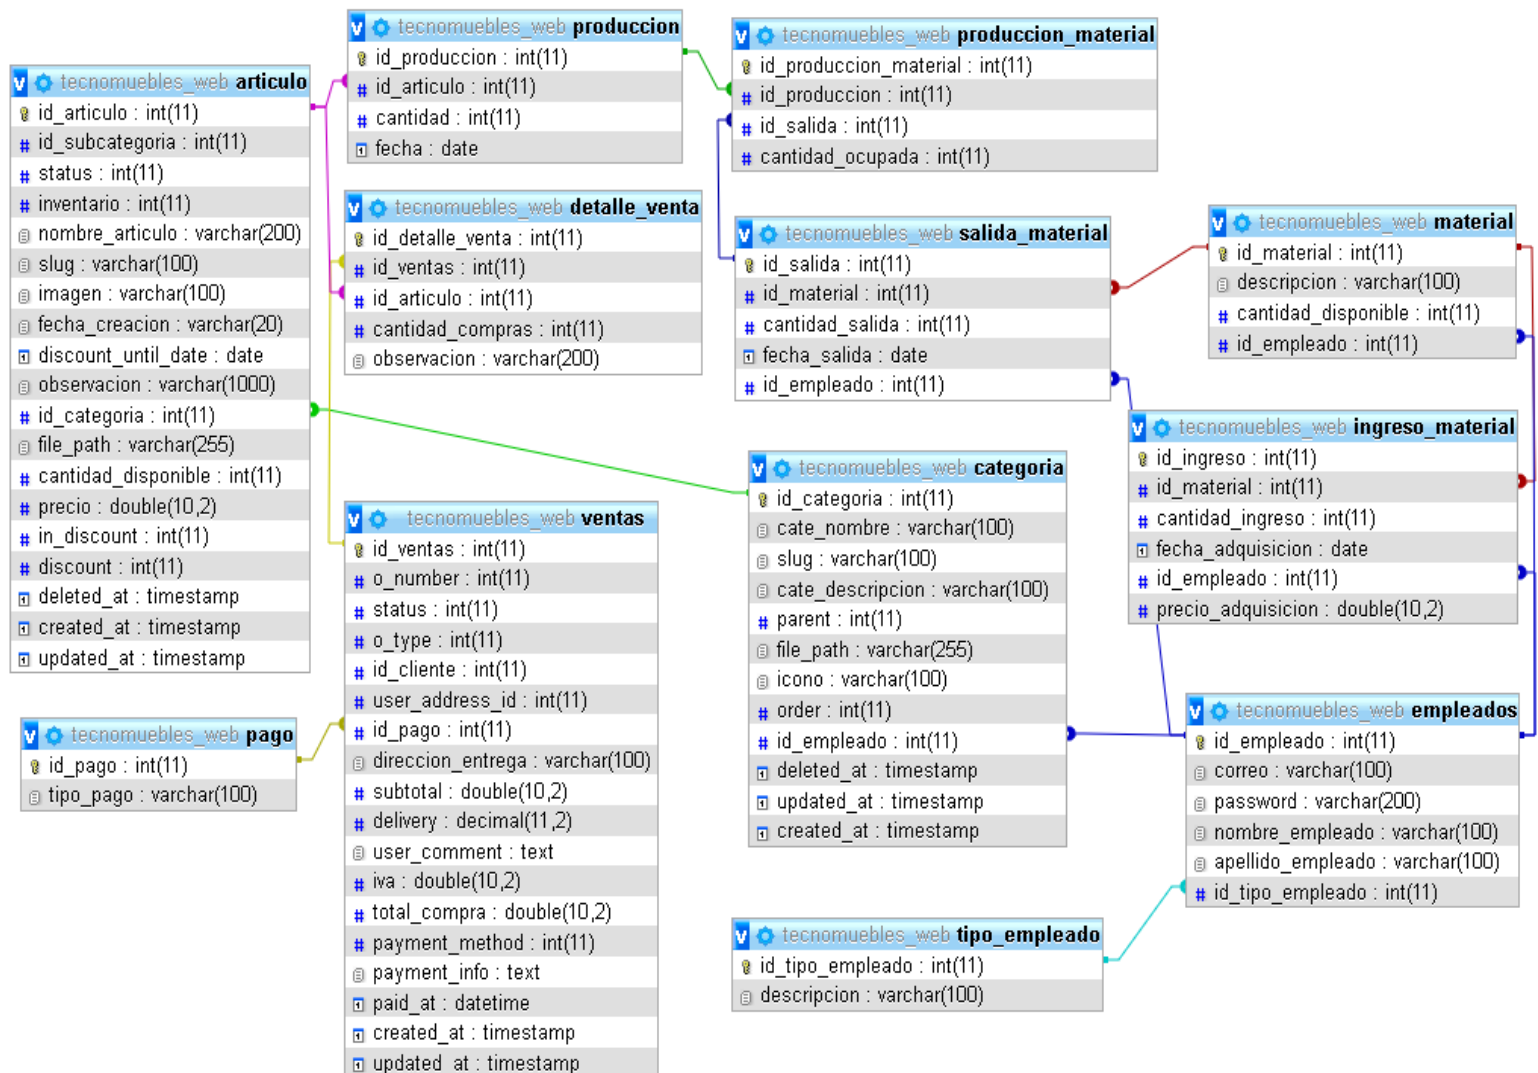 tecnomuebles_web articulo
id_articulo : int(11)
id_subcategoria : int(11)
status : int(11)
inventario : int(11)
nombre_articulo : varchar(200)
slug : varchar(100)
imagen : varchar(100)
fecha_creacion : varchar(20)
discount_until_date : date
observacion : varchar(1000)
id_categoria : int(11)
file_path : varchar(255)
cantidad_disponible : int(11)
precio : double(10,2)
in_discount : int(11)
discount : int(11)
deleted_at : timestamp
created_at : timestamp
updated_at : timestamp
tecnomuebles_web pago
id_pago : int(11)
tipo_pago : varchar(100)
tecnomuebles_web produccion
id_produccion : int(11)
id_articulo : int(11)
cantidad : int(11)
fecha : date
tecnomuebles_web detalle_venta
id_detalle_venta : int(11)
id_ventas : int(11)
id_articulo : int(11)
cantidad_compras : int(11)
observacion : varchar(200)
tecnomuebles_web ventas
id_ventas : int(11)
o_number : int(11)
status : int(11)
o_type : int(11)
id_cliente : int(11)
user_address_id : int(11)
id_pago : int(11)
direccion_entrega : varchar(100)
subtotal : double(10,2)
delivery : decimal(11,2)
user_comment : text
iva : double(10,2)
total_compra : double(10,2)
payment_method : int(11)
payment_info : text
paid_at : datetime
created_at : timestamp
updated_at : timestamp
tecnomuebles_web produccion_material
id_produccion_material : int(11)
id_produccion : int(11)
id_salida : int(11)
cantidad_ocupada : int(11)
tecnomuebles_web salida_material
id_salida : int(11)
id_material : int(11)
cantidad_salida : int(11)
fecha_salida : date
id_empleado : int(11)
tecnomuebles_web categoria
id_categoria : int(11)
cate_nombre : varchar(100)
slug : varchar(100)
cate_descripcion : varchar(100)
parent : int(11)
file_path : varchar(255)
icono : varchar(100)
order : int(11)
id_empleado : int(11)
deleted_at : timestamp
updated_at : timestamp
created_at : timestamp
tecnomuebles_web tipo_empleado
id_tipo_empleado : int(11)
descripcion : varchar(100)
tecnomuebles_web material
id_material : int(11)
descripcion : varchar(100)
cantidad_disponible : int(11)
id_empleado : int(11)
tecnomuebles_web ingreso_material
id_ingreso : int(11)
id_material : int(11)
cantidad_ingreso : int(11)
fecha_adquisicion : date
id_empleado : int(11)
precio_adquisicion : double(10,2)
tecnomuebles_web empleados
id_empleado : int(11)
correo : varchar(100)
password : varchar(200)
nombre_empleado : varchar(100)
apellido_empleado : varchar(100)
id_tipo_empleado : int(11)